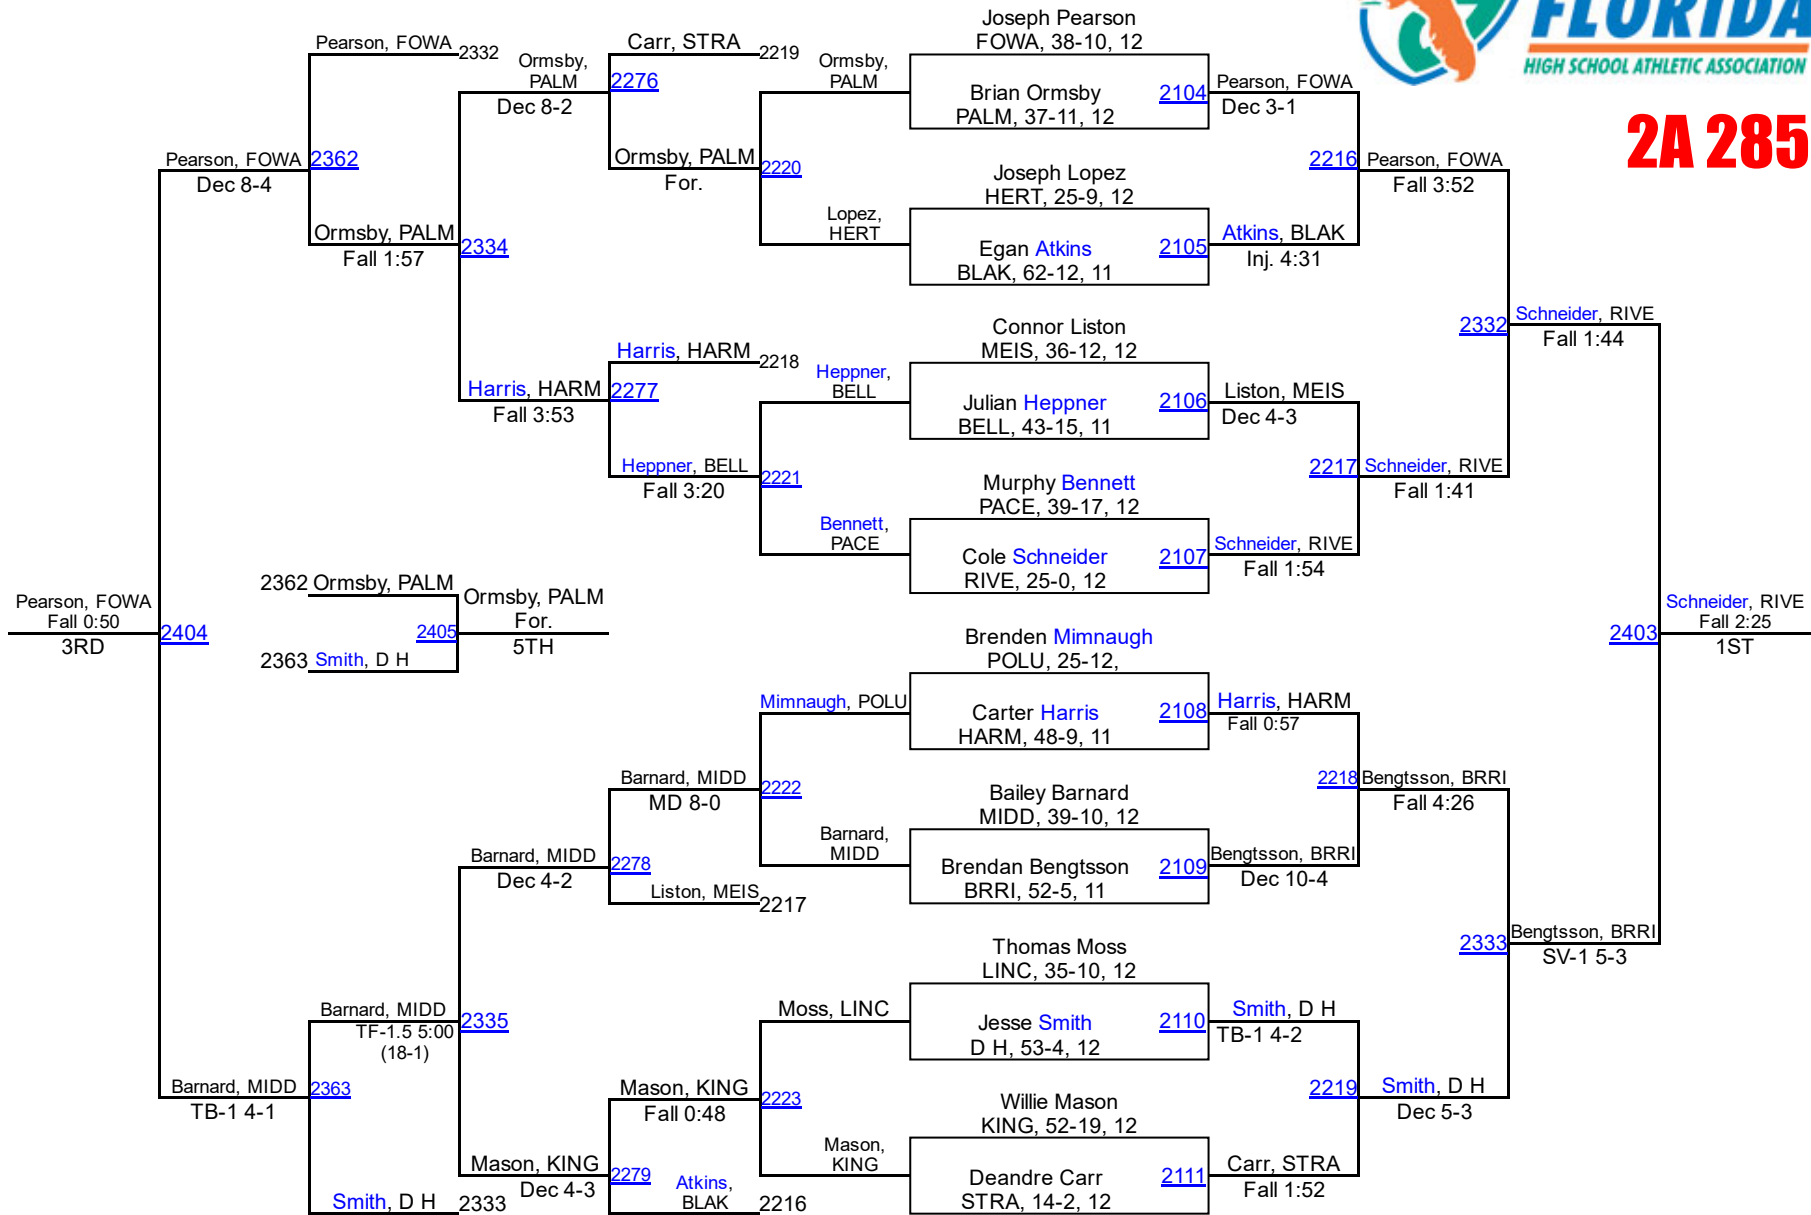 FLORIDA
HIGH SCHOOL ATHLETIC ASSOCIATION
2A 285
Pearson, FOWA
2332
Ormsby,
PALM
Dec 8-2
Carr, STRA
2219
2276
Ormsby,
PALM
Joseph Pearson
FOWA, 38-10, 12
Brian Ormsby
PALM, 37-11, 12
2104
Pearson, FOWA
Dec 3-1
Pearson, FOWA
Dec 8-4
2362
Ormsby, PALM
For.
2220
Joseph Lopez
HERT, 25-9, 12
2216
Pearson, FOWA
Fall 3:52
Ormsby, PALM
Fall 1:57
2334
Lopez,
HERT
Egan Atkins
BLAK, 62-12, 11
2105
Atkins, BLAK
Inj. 4:31
Connor Liston
MEIS, 36-12, 12
2332
Schneider, RIVE
Fall 1:44
Harris, HARM
2218
Harris, HARM
Fall 3:53
2277
Heppner,
BELL
Julian Heppner
BELL, 43-15, 11
2106
Liston, MEIS
Dec 4-3
Heppner, BELL
Fall 3:20
2221
Murphy Bennett
PACE, 39-17, 12
2217
Schneider, RIVE
Fall 1:41
Bennett,
PACE
Cole Schneider
RIVE, 25-0, 12
2107
Schneider, RIVE
Fall 1:54
Pearson, FOWA
Fall 0:50
3RD
2404
2362 Ormsby, PALM
2363 Smith, D H
2405
Ormsby, PALM
For.
5TH
2403
Schneider, RIVE
Fall 2:25
1ST
Brenden Mimnaugh
POLU, 25-12,
Mimnaugh, POLU
Carter Harris
HARM, 48-9, 11
2108
Harris, HARM
Fall 0:57
Barnard, MIDD
MD 8-0
2222
Bailey Barnard
MIDD, 39-10, 12
2218
Bengtsson, BRRI
Fall 4:26
Barnard,
MIDD
Brendan Bengtsson
BRRI, 52-5, 11
2109
Bengtsson, BRRI
Dec 10-4
Barnard, MIDD
Dec 4-2
2278
Liston, MEIS
2217
Thomas Moss
LINC, 35-10, 12
2333
Bengtsson, BRRI
SV-1 5-3
Barnard, MIDD
TF-1.5 5:00
(18-1)
2335
Moss, LINC
Jesse Smith
D H, 53-4, 12
2110
Smith, D H
TB-1 4-2
Barnard, MIDD
TB-1 4-1
2363
Mason, KING
Fall 0:48
2223
Willie Mason
KING, 52-19, 12
2219
Smith, D H
Dec 5-3
Mason,
KING
Deandre Carr
STRA, 14-2, 12
2111
Carr, STRA
Fall 1:52
Mason, KING
Dec 4-3
2279
Atkins,
BLAK
2216
Smith, D H
2333